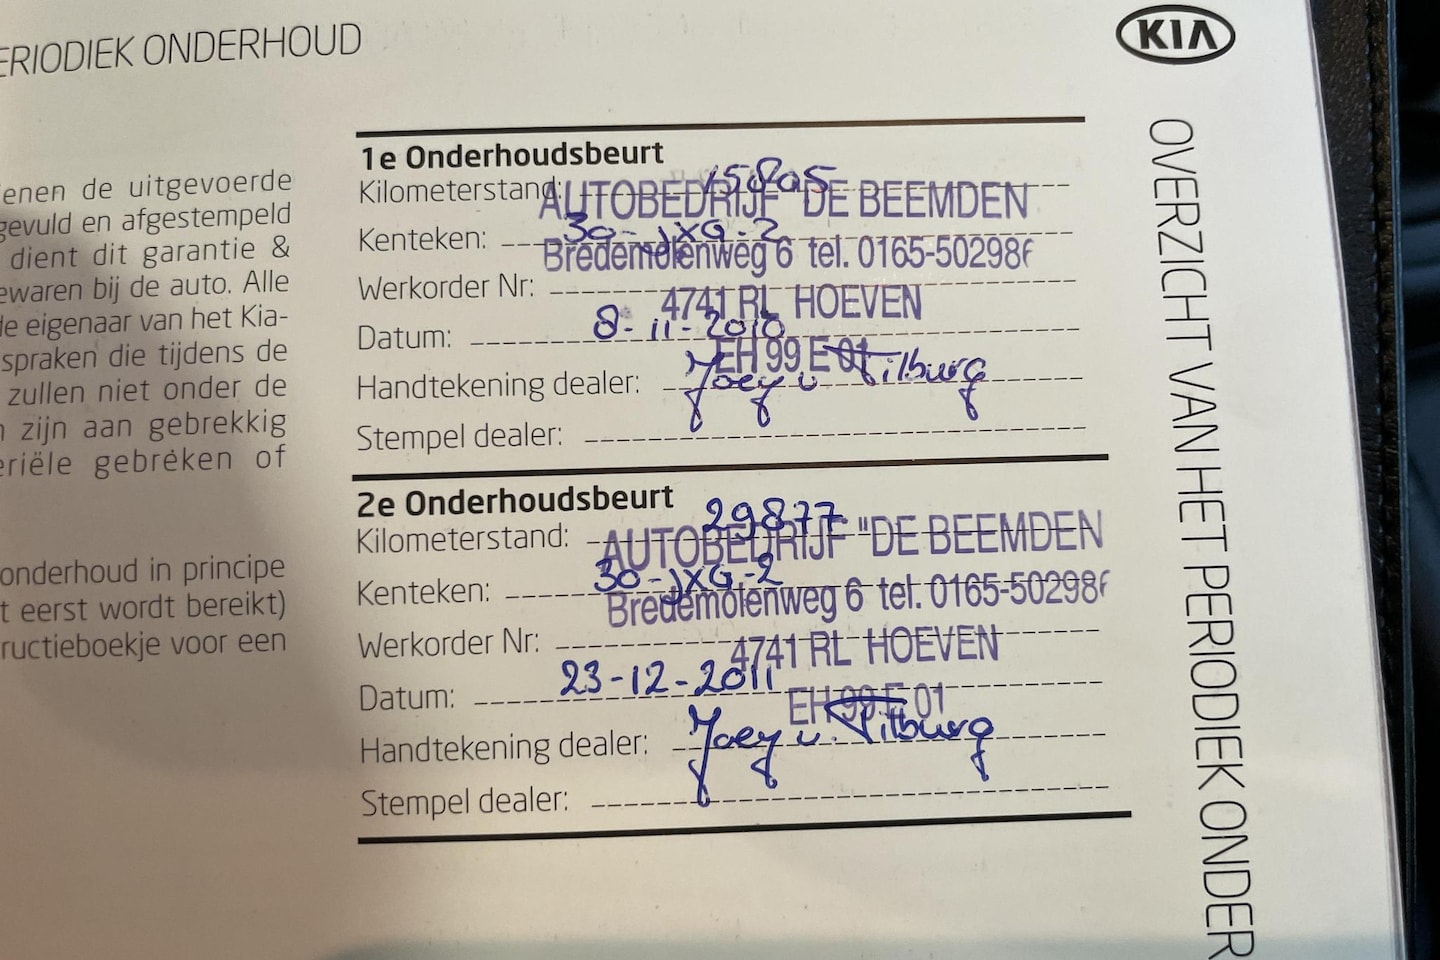 ERIODIEK ONDERHOUD
KIA
OVERZICHT VAN HET PERIODIEK ONDER
enen de uitgevoerde
gevuld en afgestempeld
dient dit garantie &
ewaren bij de auto. Alle
de eigenaar van het Kia-
spraken die tijdens de
zullen niet onder de
n zijn aan gebrekkig
eriële gebreken of
onderhoud in principe
t eerst wordt bereikt)
ructieboekje voor een
1e Onderhoudsbeurt
Kilometerstand: 15805
AUTOBEDRIJF "DE BEEMDEN
Kenteken: 30-JXG-2
Bredemolenweg 6 tel. 0165-50298
Werkorder Nr:
4741 RL HOEVEN
Datum: 8-11-2010
EH 99 E 01
Handtekening dealer: Joey v. Tilburg
Stempel dealer:
2e Onderhoudsbeurt
Kilometerstand: 29877
AUTOBEDRIJF "DE BEEMDEN
Kenteken: 30-JXG-2
Bredemolenweg 6 tel. 0165-50298
Werkorder Nr:
4741 RL HOEVEN
Datum: 23-12-2011
EH 99 E 01
Handtekening dealer: Joey v. Tilburg
Stempel dealer: